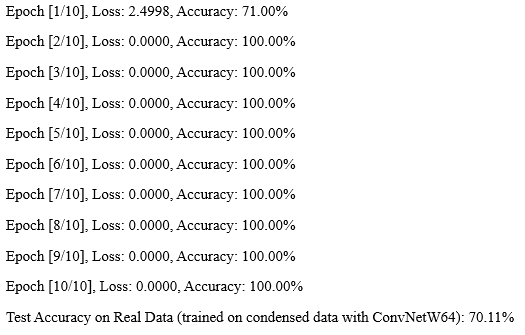 Epoch [1/10], Loss: 2.4998, Accuracy: 71.00%
Epoch [2/10], Loss: 0.0000, Accuracy: 100.00%
Epoch [3/10], Loss: 0.0000, Accuracy: 100.00%
Epoch [4/10], Loss: 0.0000, Accuracy: 100.00%
Epoch [5/10], Loss: 0.0000, Accuracy: 100.00%
Epoch [6/10], Loss: 0.0000, Accuracy: 100.00%
Epoch [7/10], Loss: 0.0000, Accuracy: 100.00%
Epoch [8/10], Loss: 0.0000, Accuracy: 100.00%
Epoch [9/10], Loss: 0.0000, Accuracy: 100.00%
Epoch [10/10], Loss: 0.0000, Accuracy: 100.00%
Test Accuracy on Real Data (trained on condensed data with ConvNetW64): 70.11%